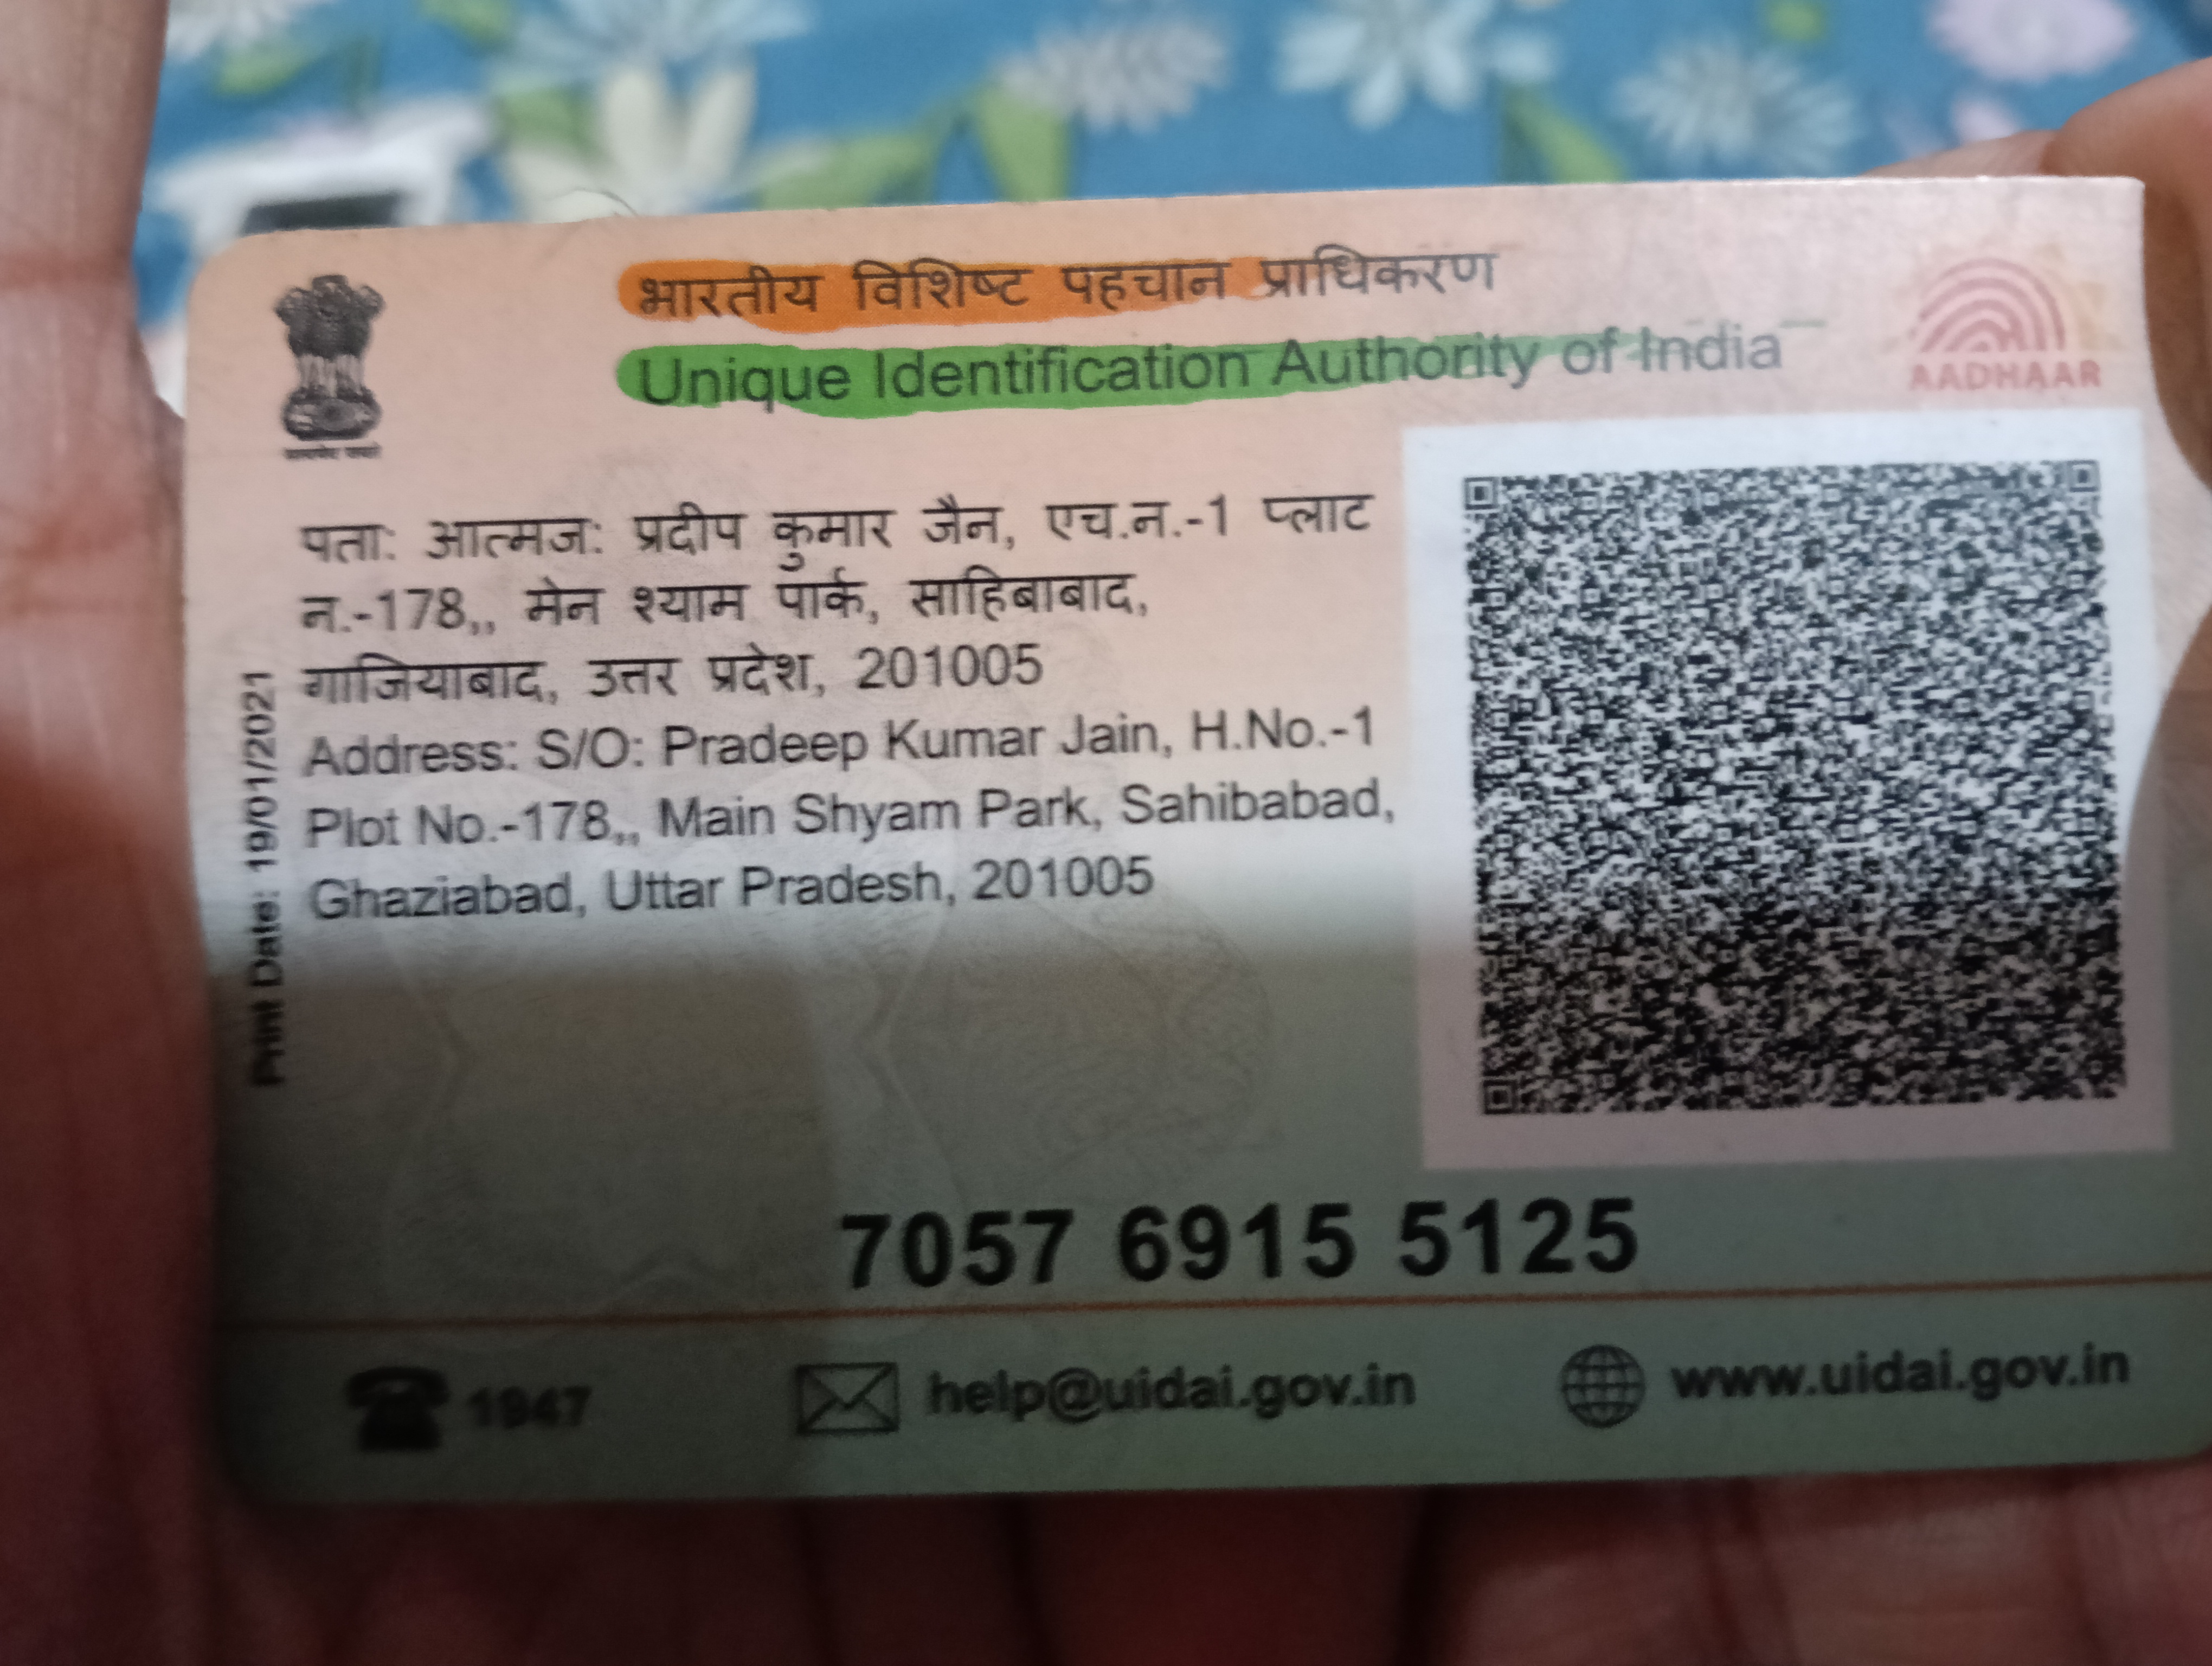 भारतीय विशिष्ट पहचान प्राधिकरण
Unique Identification Authority of India
AADHAAR
पता: आत्मज: प्रदीप कुमार जैन, एच.न.-1 प्लाट
न.-178,, मेन श्याम पार्क, साहिबाबाद,
गाजियाबाद, उत्तर प्रदेश, 201005
Address: S/O: Pradeep Kumar Jain, H.No.-1
Plot No.-178,, Main Shyam Park, Sahibabad,
Ghaziabad, Uttar Pradesh, 201005
Print Date: 19/01/2021
7057 6915 5125
1947
help@uidai.gov.in
www.uidai.gov.in